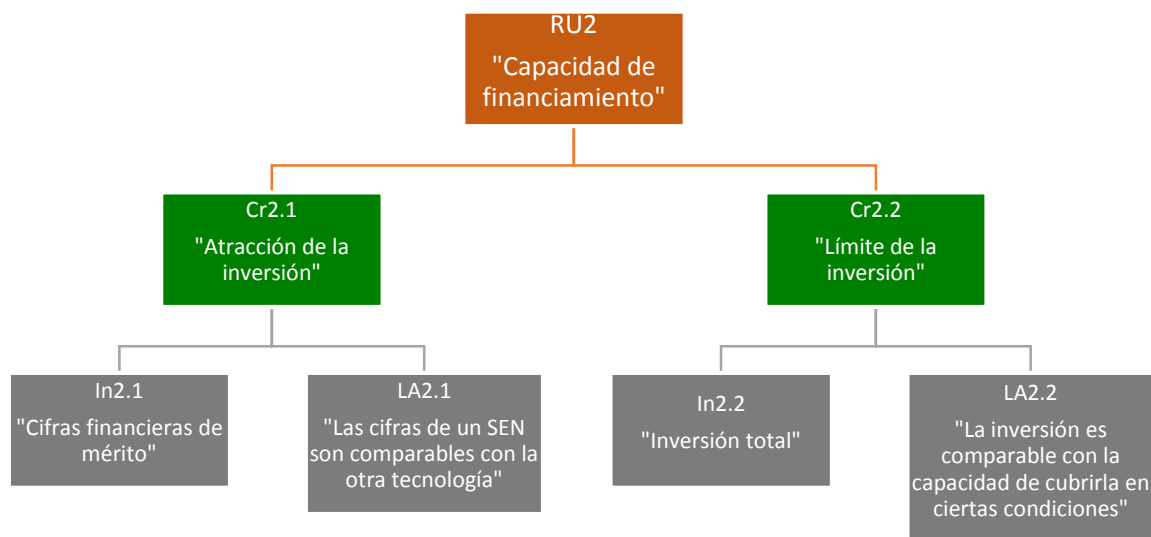 RU2
"Capacidad de
financiamiento"
Cr2.1
"Atracción de la
inversión"
Cr2.2
"Límite de la
inversión"
In2.1
"Cifras financieras de
mérito"
LA2.1
"Las cifras de un SEN
son comparables con la
otra tecnología"
In2.2
"Inversión total"
LA2.2
"La inversión es
comparable con la
capacidad de cubrirla en
ciertas condiciones"